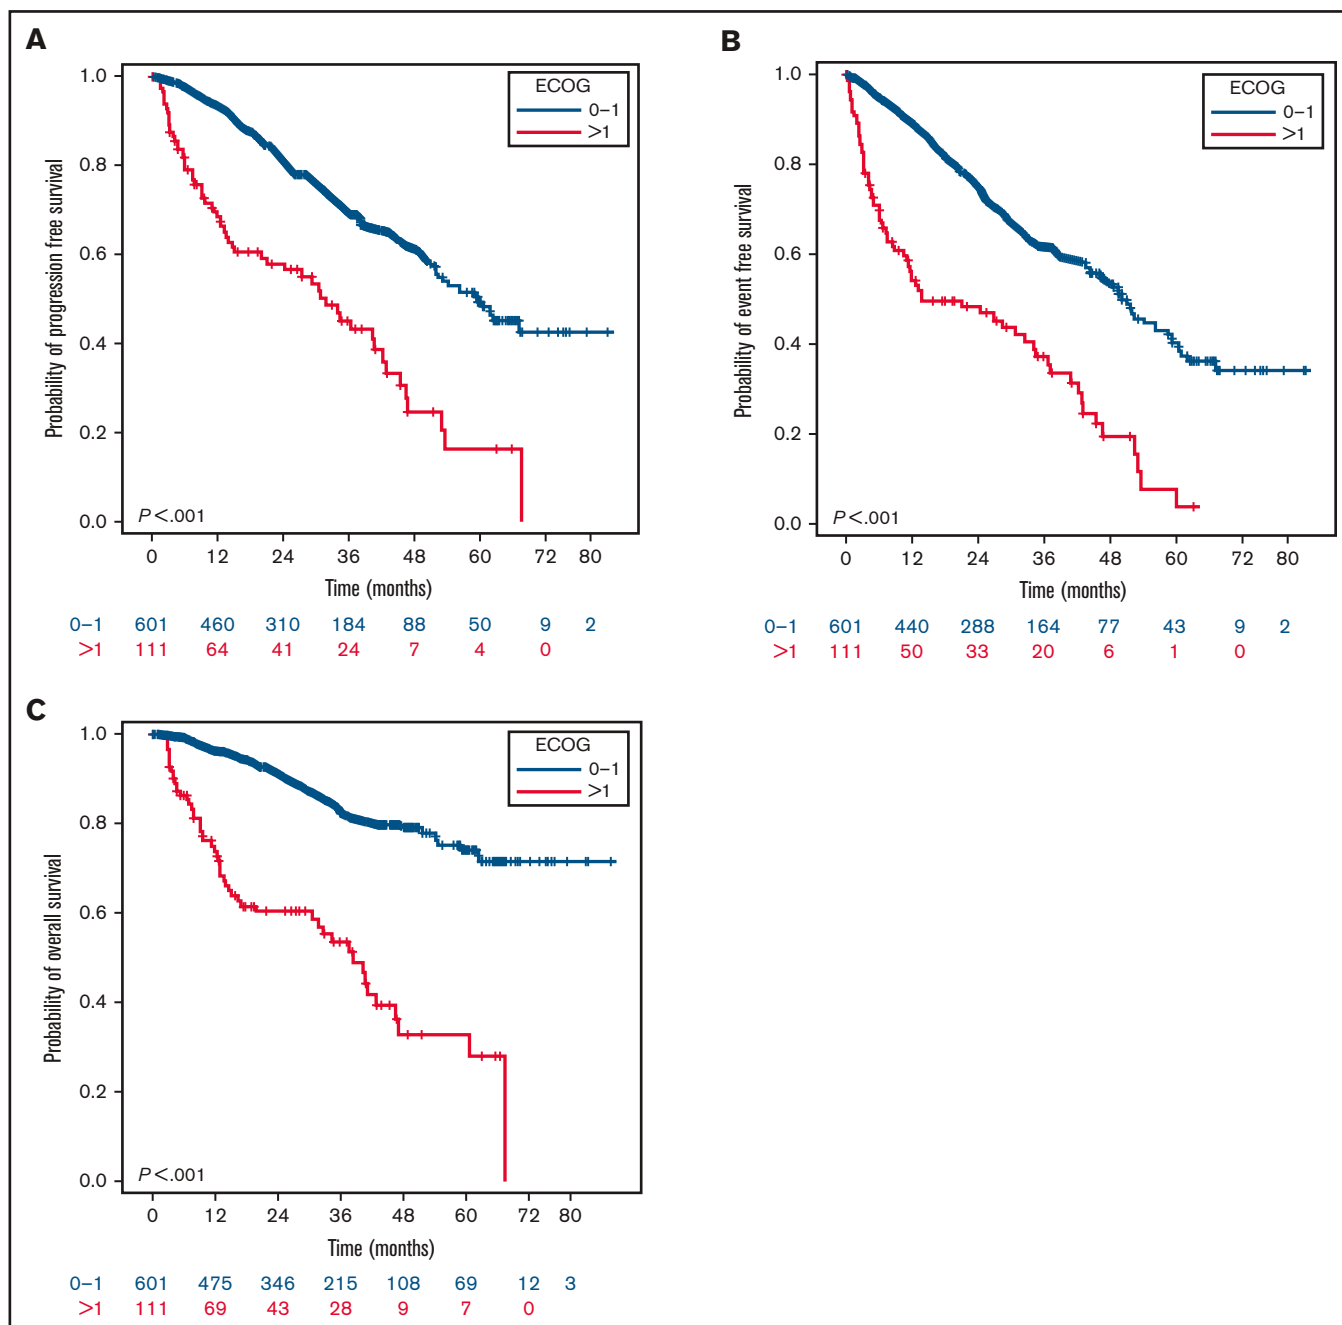 A
Probability of progression free survival
1.0
0.8
0.6
0.4
0.2
0.0
ECOG
0–1
>1
P<.001
0 12 24 36 48 60 72 80
Time (months)
0–1 601 460 310 184 88 50 9 2
>1 111 64 41 24 7 4 0
B
Probability of event free survival
1.0
0.8
0.6
0.4
0.2
0.0
ECOG
0–1
>1
P<.001
0 12 24 36 48 60 72 80
Time (months)
0–1 601 440 288 164 77 43 9 2
>1 111 50 33 20 6 1 0
C
Probability of overall survival
1.0
0.8
0.6
0.4
0.2
0.0
ECOG
0–1
>1
P<.001
0 12 24 36 48 60 72 80
Time (months)
0–1 601 475 346 215 108 69 12 3
>1 111 69 43 28 9 7 0